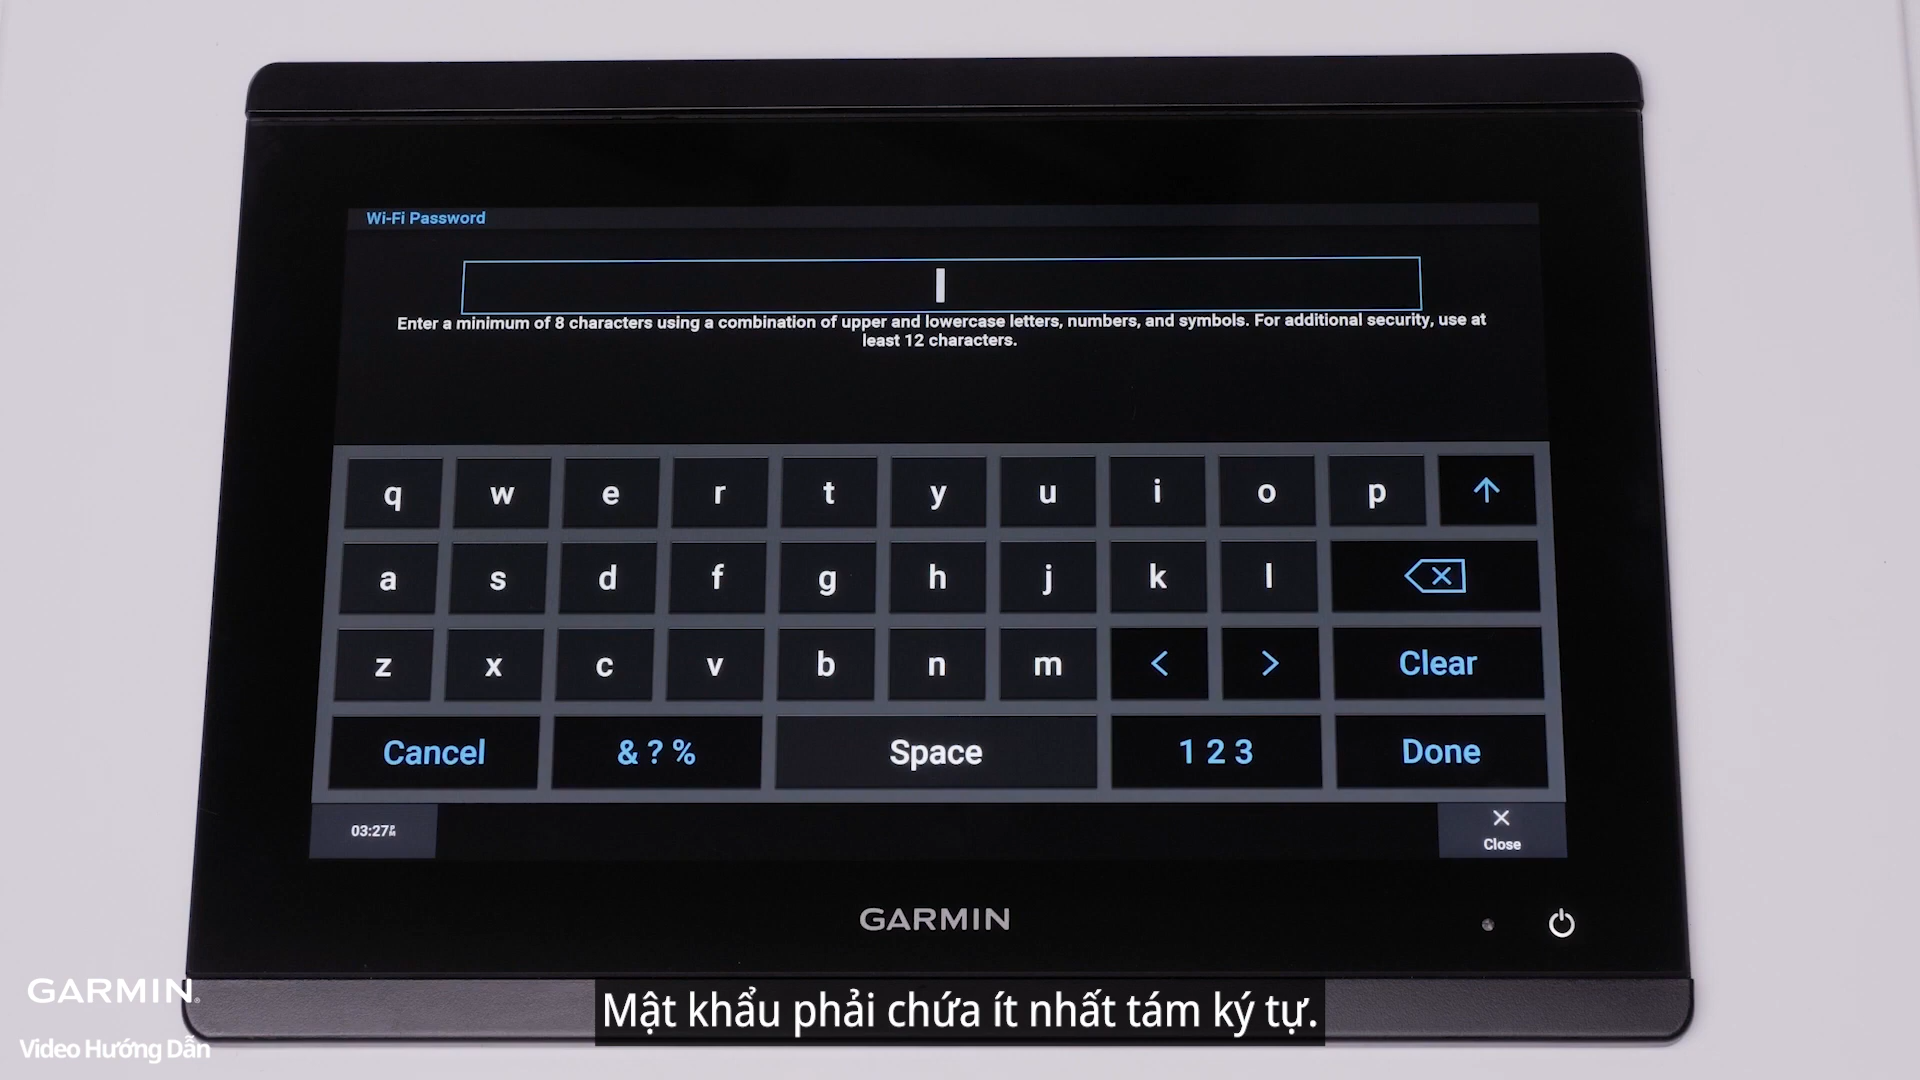 Wi-Fi Password
Enter a minimum of 8 characters using a combination of upper and lowercase letters, numbers, and symbols. For additional security, use at
least 12 characters.
q w e r t y u i o p
a s d f g h j k l
z x c v b n m < > Clear
Cancel & ? % Space 1 2 3 Done
03:27PM
Close
GARMIN
GARMIN
Video Hướng Dẫn
Mật khẩu phải chứa ít nhất tám ký tự.